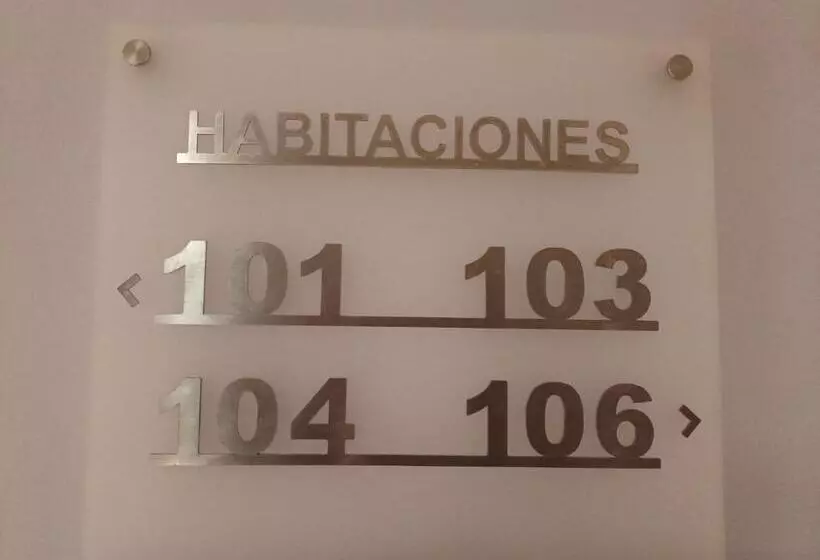 HABITACIONES
< 101 103
104 106 >